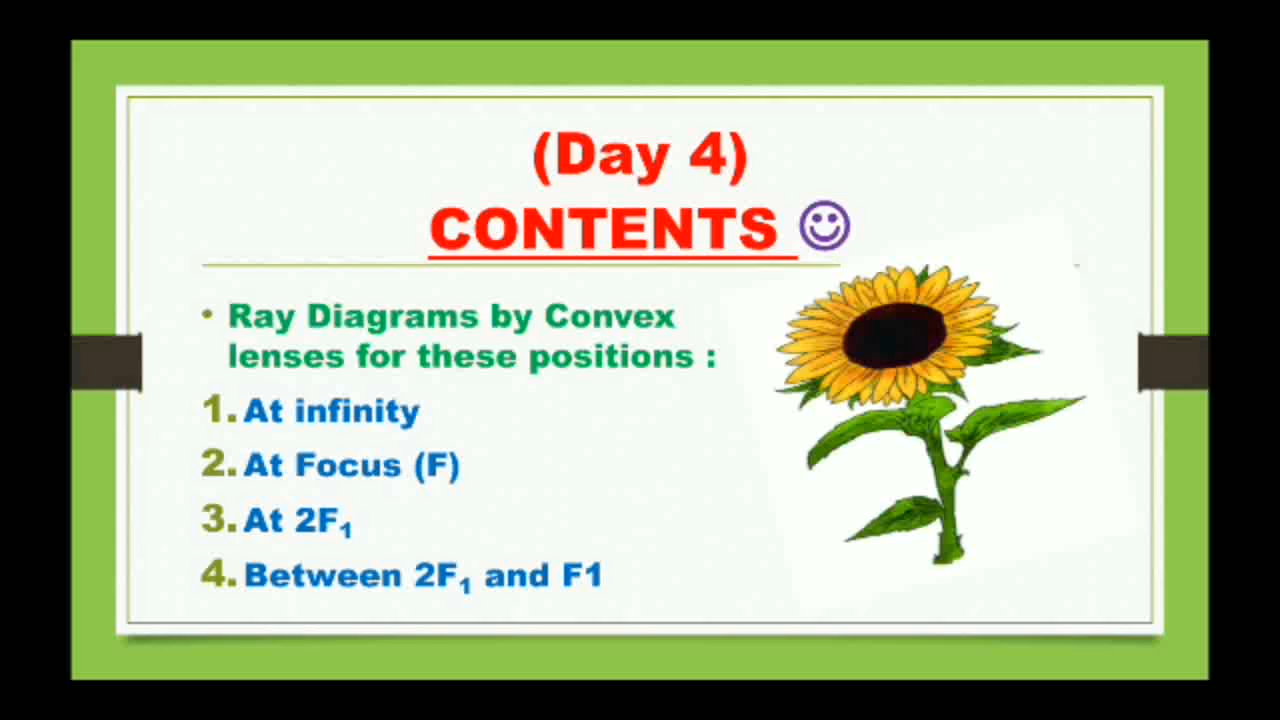 (Day 4)
CONTENTS ☺
• Ray Diagrams by Convex
lenses for these positions :
1. At infinity
2. At Focus (F)
3. At 2F₁
4. Between 2F₁ and F1